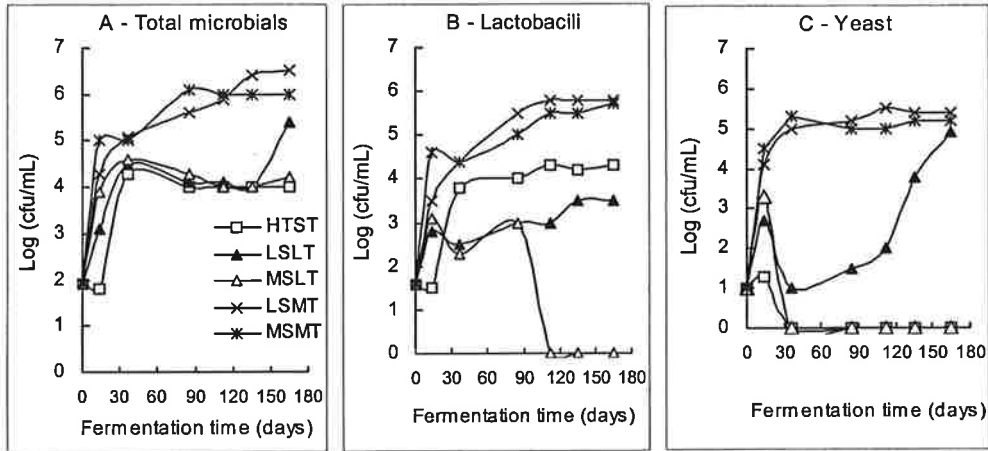 A - Total microbials
7
6
5
4
3
2
1
0
Log (cfu/mL)
HTST
LSLT
MSLT
LSMT
MSMT
0 30 60 90 120 150 180
Fermentation time (days)
B - Lactobacili
7
6
5
4
3
2
1
0
Log (cfu/mL)
0 30 60 90 120 150 180
Fermentation time (days)
C - Yeast
7
6
5
4
3
2
1
0
Log (cfu/mL)
0 30 60 90 120 150 180
Fermentation time (days)